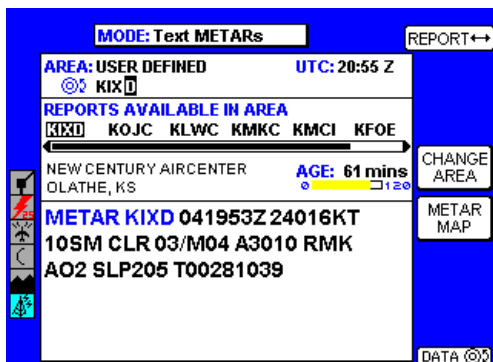 MODE: Text METARs
REPORT↔
AREA: USER DEFINED UTC: 20:55 Z
KIXD
REPORTS AVAILABLE IN AREA
KIXD KOJC KLWC KMKC KMCI KFOE
NEW CENTURY AIRCENTER AGE: 61 mins
OLATHE, KS 0 120
CHANGE
AREA
METAR
MAP
25
METAR KIXD 041953Z 24016KT
10SM CLR 03/M04 A3010 RMK
AO2 SLP205 T00281039
DATA